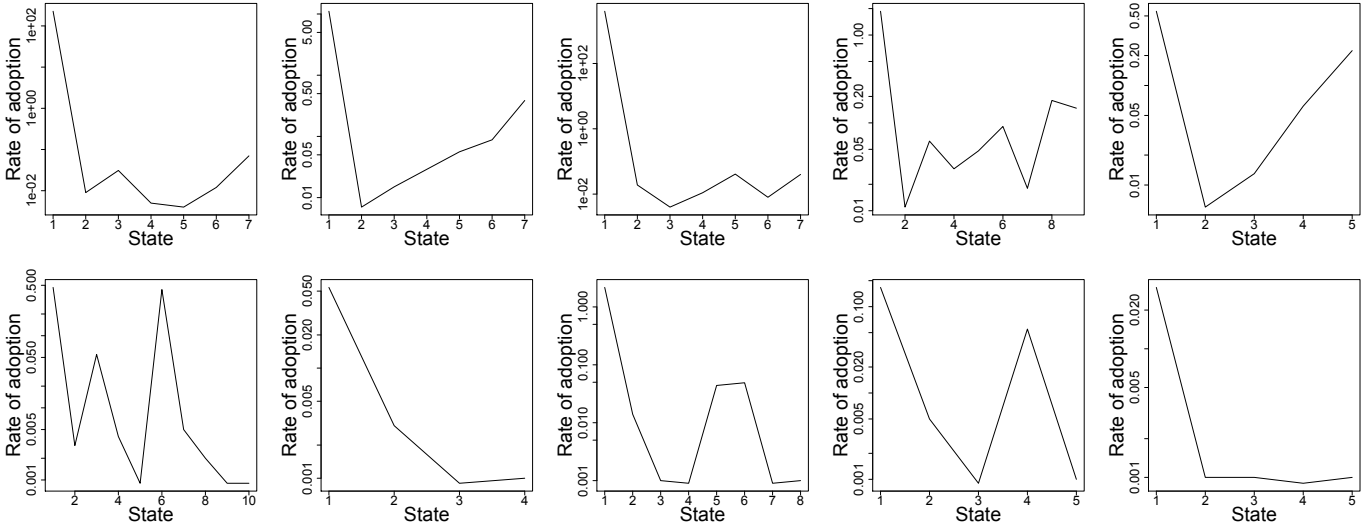 Rate of adoption
1e-02 1e+00 1e+02
1 2 3 4 5 6 7
State
Rate of adoption
0.01 0.05 0.50 5.00
1 2 3 4 5 6 7
State
Rate of adoption
1e-02 1e+00 1e+02
1 2 3 4 5 6 7
State
Rate of adoption
0.01 0.05 0.20 1.00
2 4 6 8
State
Rate of adoption
0.01 0.05 0.20 0.50
1 2 3 4 5
State
Rate of adoption
0.001 0.005 0.050 0.500
2 4 6 8 10
State
Rate of adoption
0.001 0.005 0.020 0.050
1 2 3 4
State
Rate of adoption
0.001 0.010 0.100 1.000
1 2 3 4 5 6 7 8
State
Rate of adoption
0.001 0.005 0.020 0.100
1 2 3 4 5
State
Rate of adoption
0.001 0.005 0.020
1 2 3 4 5
State